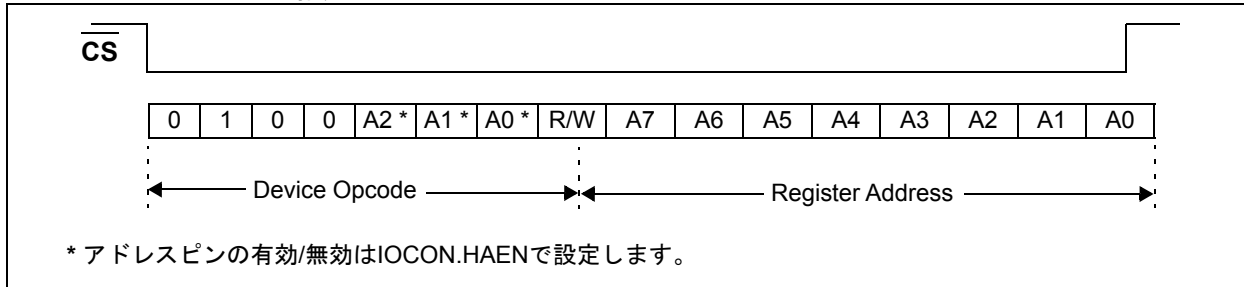 CS
0 1 0 0 A2 * A1 * A0 * R/W A7 A6 A5 A4 A3 A2 A1 A0
Device Opcode Register Address
* アドレスピンの有効/無効はIOCON.HAENで設定します。